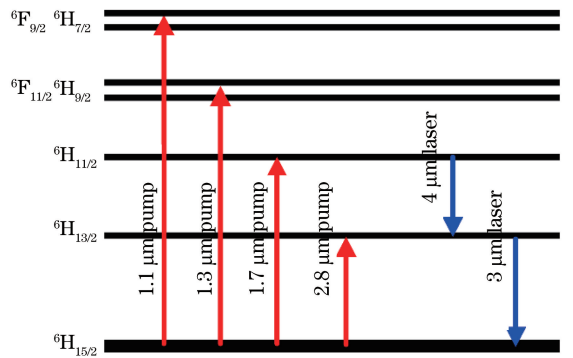 ⁶F₉/₂ ⁶H₇/₂
⁶F₁₁/₂ ⁶H₉/₂
⁶H₁₁/₂
⁶H₁₃/₂
⁶H₁₅/₂
1.1 μm pump
1.3 μm pump
1.7 μm pump
2.8 μm pump
4 μm laser
3 μm laser